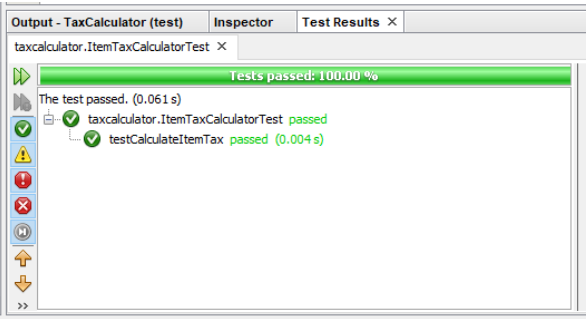 Output - TaxCalculator (test) Inspector Test Results ×
taxcalculator.ItemTaxCalculatorTest ×
Tests passed: 100.00 %
The test passed. (0.061 s)
taxcalculator.ItemTaxCalculatorTest passed
testCalculateItemTax passed (0.004 s)
>>